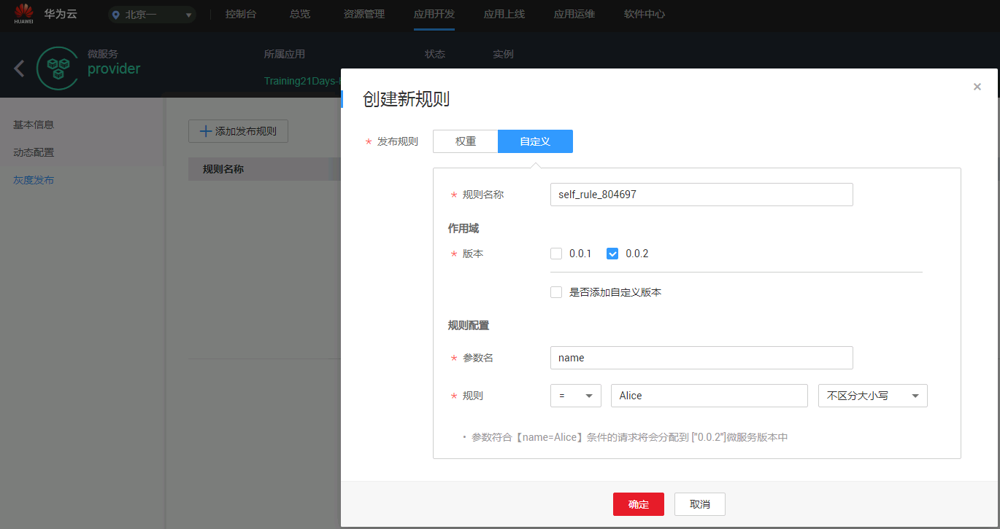 HUAWEI 华为云 北京一 控制台 总览 资源管理 应用开发 应用上线 应用运维 软件中心
微服务 所属应用 状态 实例
provider
Training21Days-
基本信息
动态配置
灰度发布
添加发布规则
规则名称
创建新规则
* 发布规则 权重 自定义
* 规则名称 self_rule_804697
作用域
* 版本 0.0.1 0.0.2
是否添加自定义版本
规则配置
* 参数名 name
* 规则 = Alice 不区分大小写
· 参数符合【name=Alice】条件的请求将会分配到 ["0.0.2"]微服务版本中
确定 取消